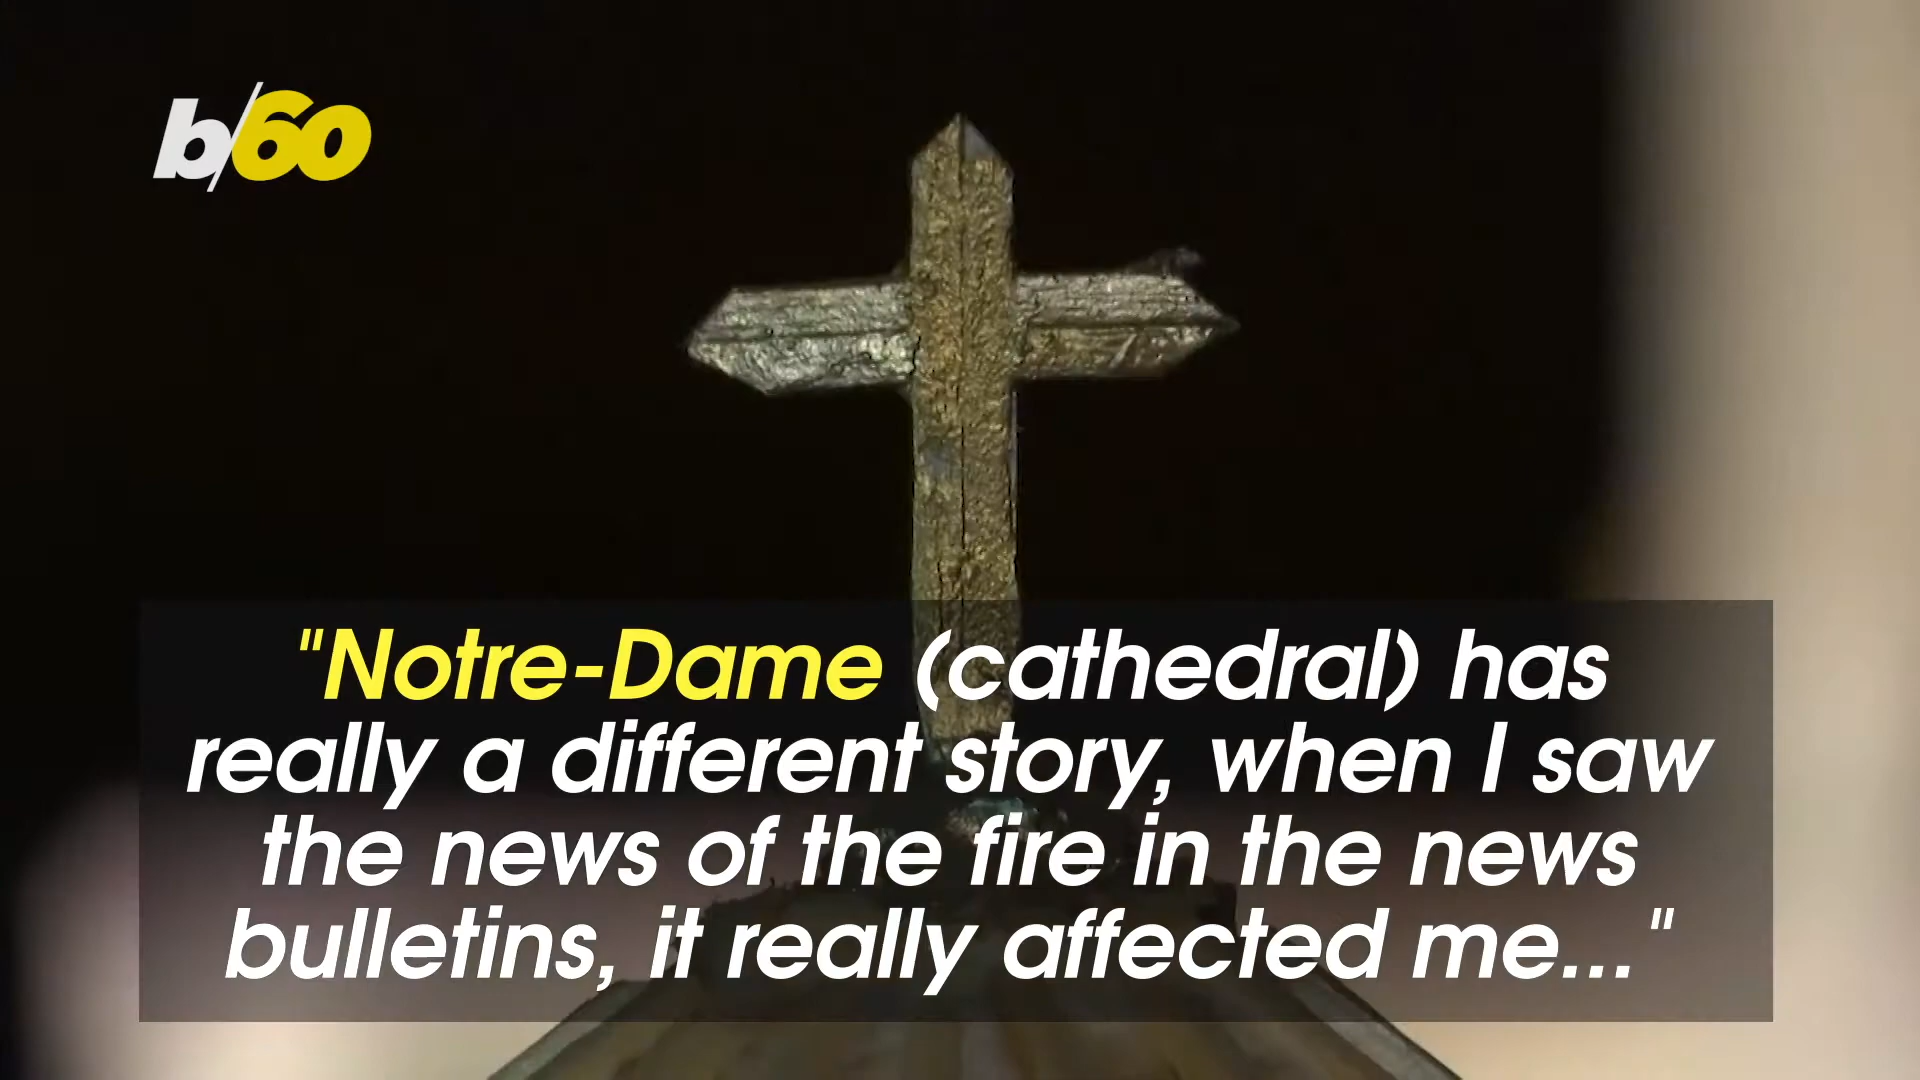 b/60
"Notre-Dame (cathedral) has
really a different story, when I saw
the news of the fire in the news
bulletins, it really affected me..."